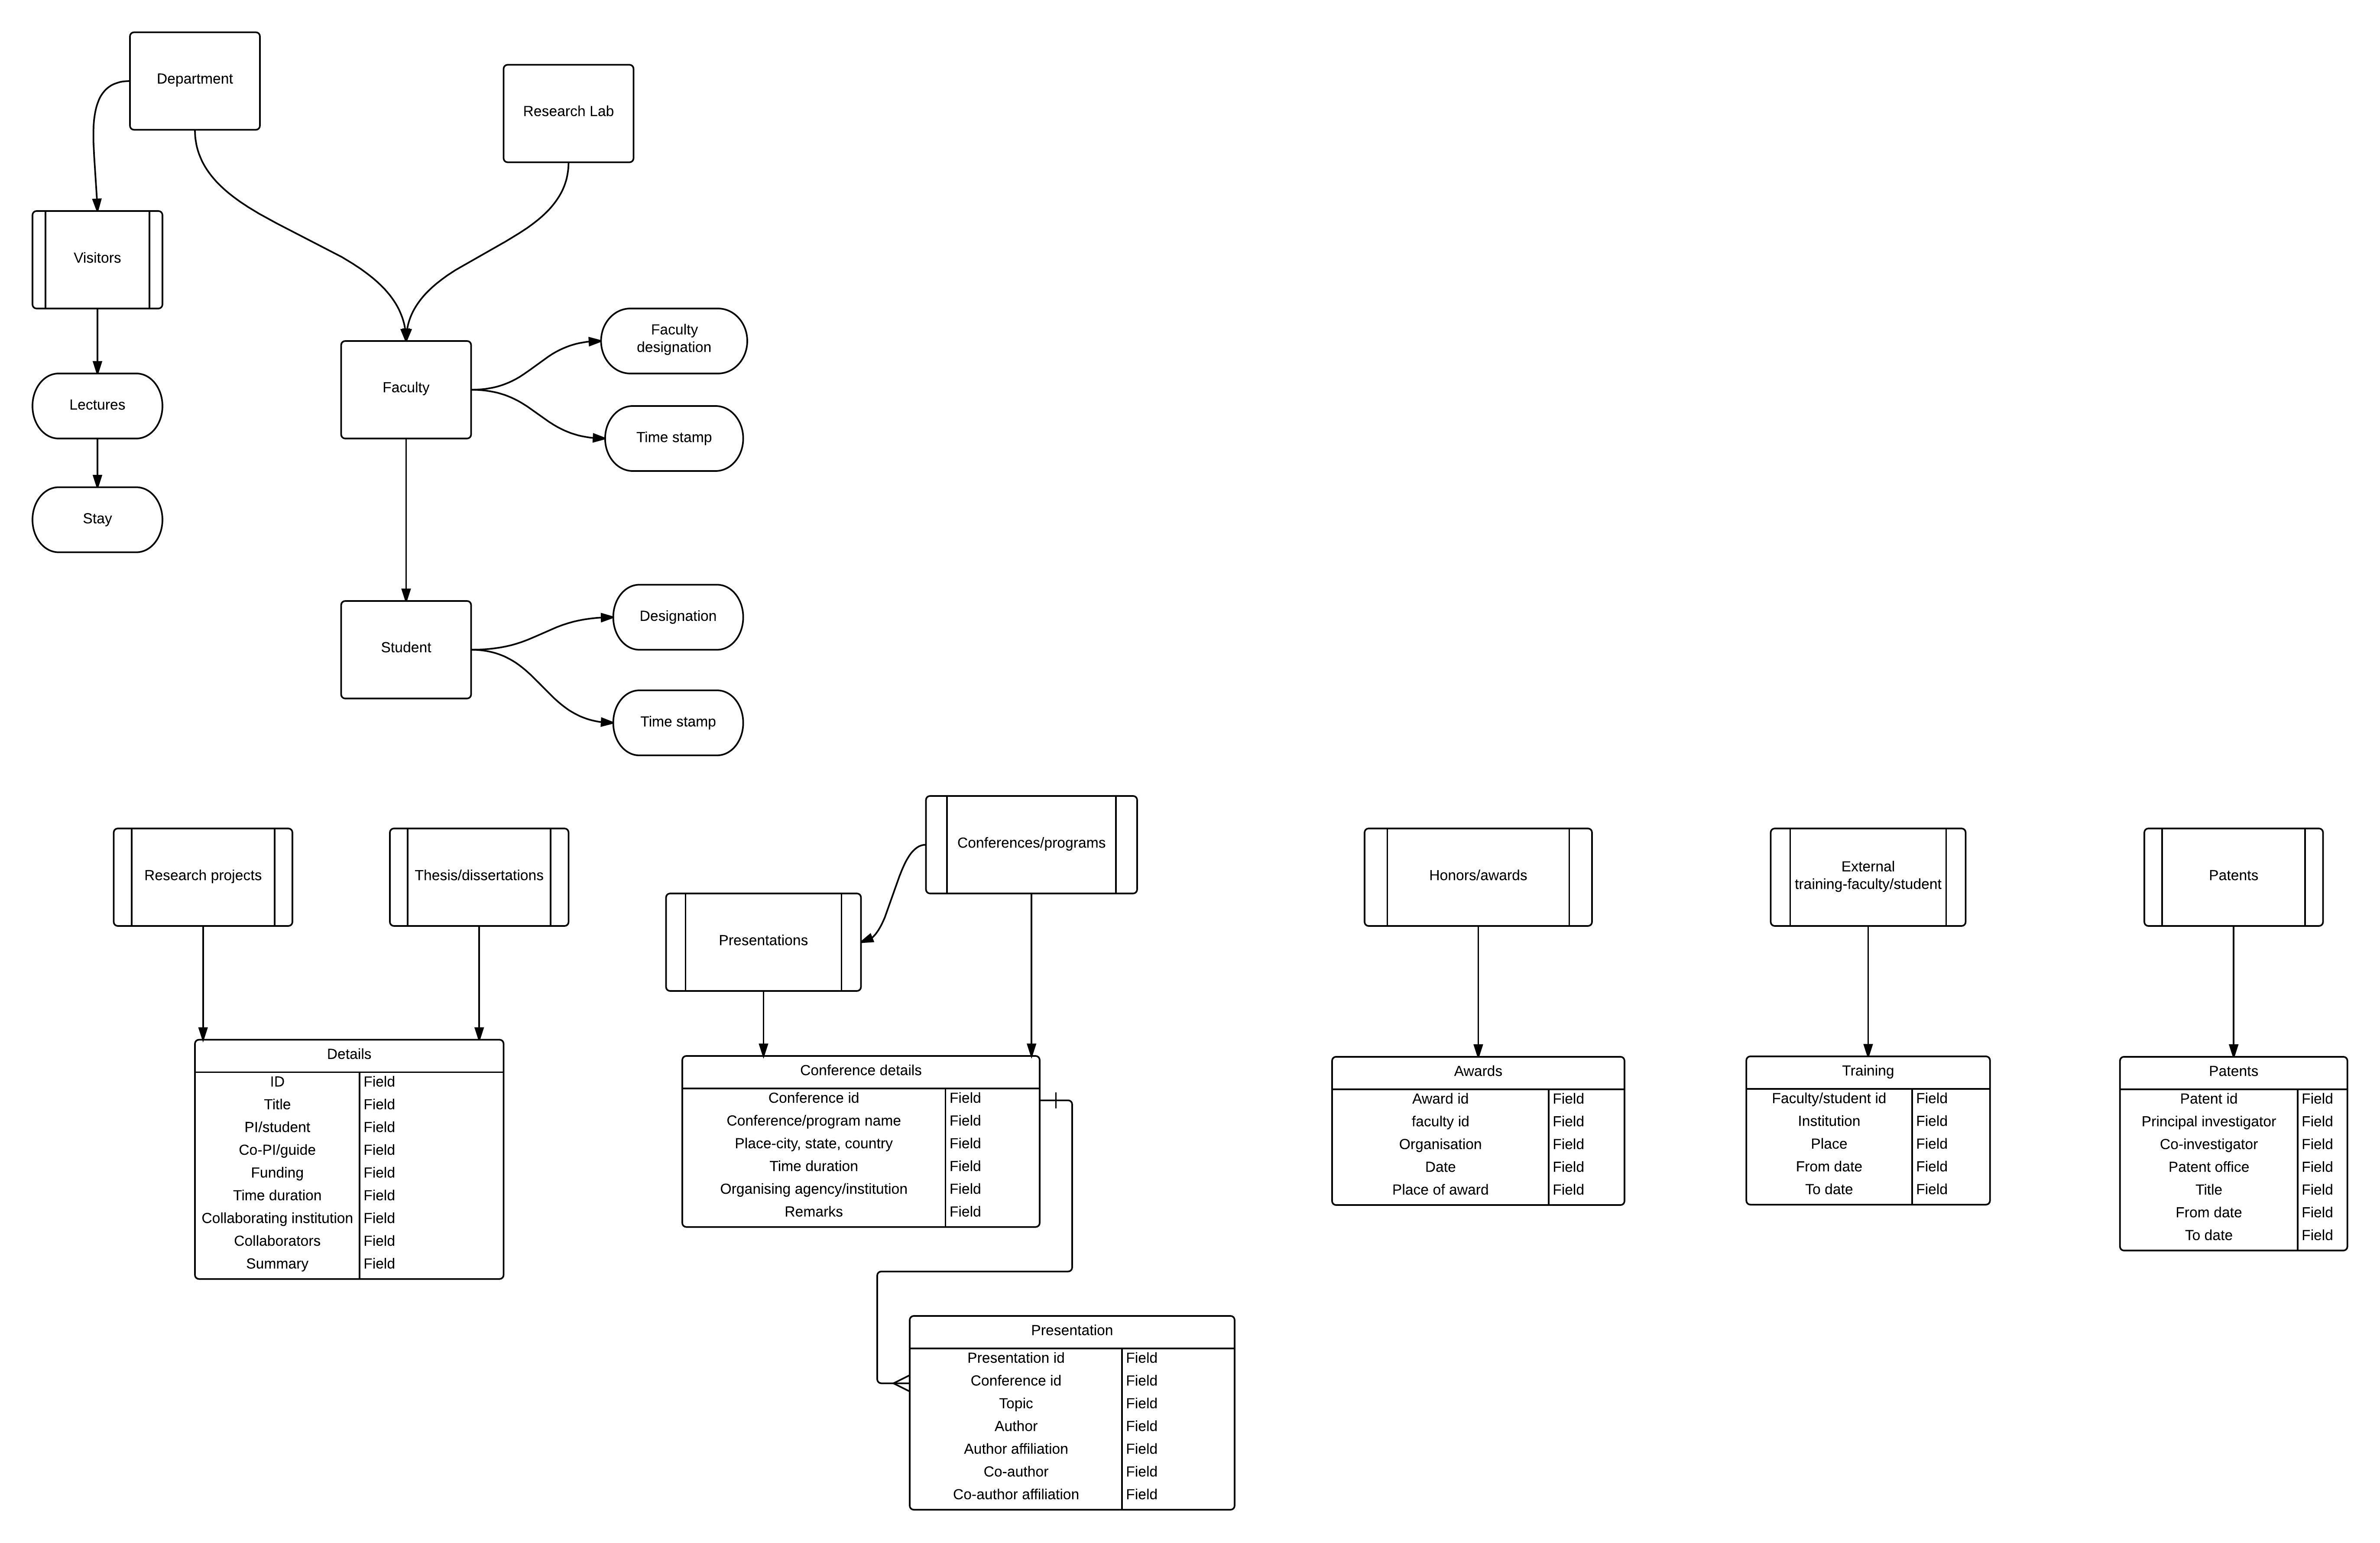 Department
Research Lab
Visitors
Faculty
designation
Faculty
Lectures
Time stamp
Stay
Designation
Student
Time stamp
Conferences/programs
Research projects
Thesis/dissertations
Honors/awards
External
training-faculty/student
Patents
Presentations
Details
ID Field
Title Field
PI/student Field
Co-PI/guide Field
Funding Field
Time duration Field
Collaborating institution Field
Collaborators Field
Summary Field
Conference details
Conference id Field
Conference/program name Field
Place-city, state, country Field
Time duration Field
Organising agency/institution Field
Remarks Field
Presentation
Presentation id Field
Conference id Field
Topic Field
Author Field
Author affiliation Field
Co-author Field
Co-author affiliation Field
Awards
Award id Field
faculty id Field
Organisation Field
Date Field
Place of award Field
Training
Faculty/student id Field
Institution Field
Place Field
From date Field
To date Field
Patents
Patent id Field
Principal investigator Field
Co-investigator Field
Patent office Field
Title Field
From date Field
To date Field